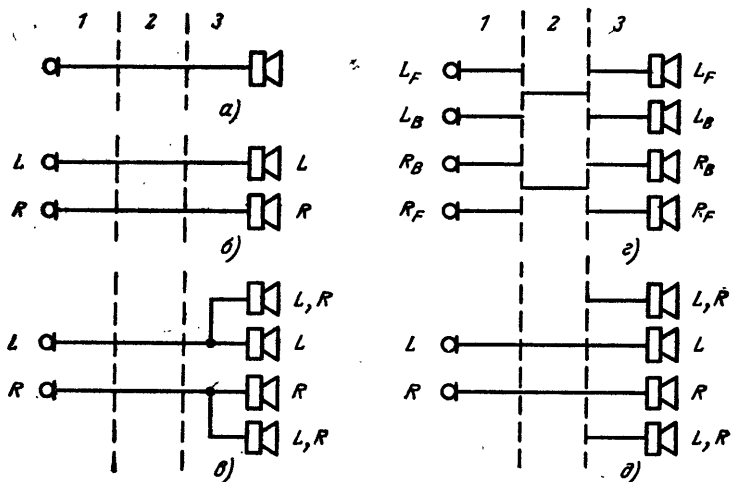 1 2 3
а)
L L
R R
б)
L, R
L L
R R
L, R
в)
1 2 3
L_F L_F
L_B L_B
R_B R_B
R_F R_F
г)
L, R
L L
R R
L, R
д)